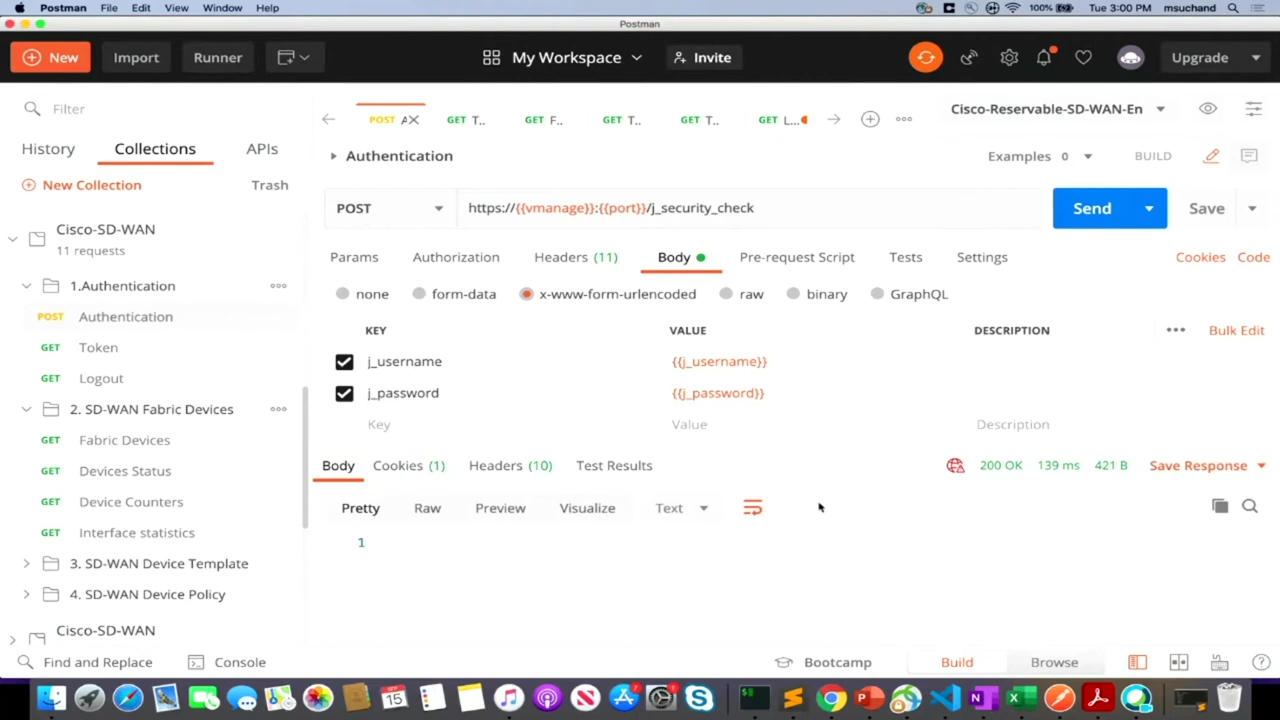 Postman File Edit View Window Help 100% Tue 3:00 PM msuchand
Postman
New Import Runner My Workspace Invite Upgrade
Filter
History Collections APIs
New Collection Trash
Cisco-SD-WAN
11 requests
1.Authentication
POST Authentication
GET Token
GET Logout
2. SD-WAN Fabric Devices
GET Fabric Devices
GET Devices Status
GET Device Counters
GET Interface statistics
3. SD-WAN Device Template
4. SD-WAN Device Policy
Cisco-SD-WAN
POST A GET T.. GET F.. GET T.. GET T.. GET L... Cisco-Reservable-SD-WAN-En
Authentication Examples 0 BUILD
POST https://{{vmanage}}:{{port}}/j_security_check Send Save
Params Authorization Headers (11) Body Pre-request Script Tests Settings Cookies Code
none form-data x-www-form-urlencoded raw binary GraphQL
KEY VALUE DESCRIPTION Bulk Edit
j_username {{j_username}}
j_password {{j_password}}
Key Value Description
Body Cookies (1) Headers (10) Test Results 200 OK 139 ms 421 B Save Response
Pretty Raw Preview Visualize Text
1
Find and Replace Console Bootcamp Build Browse